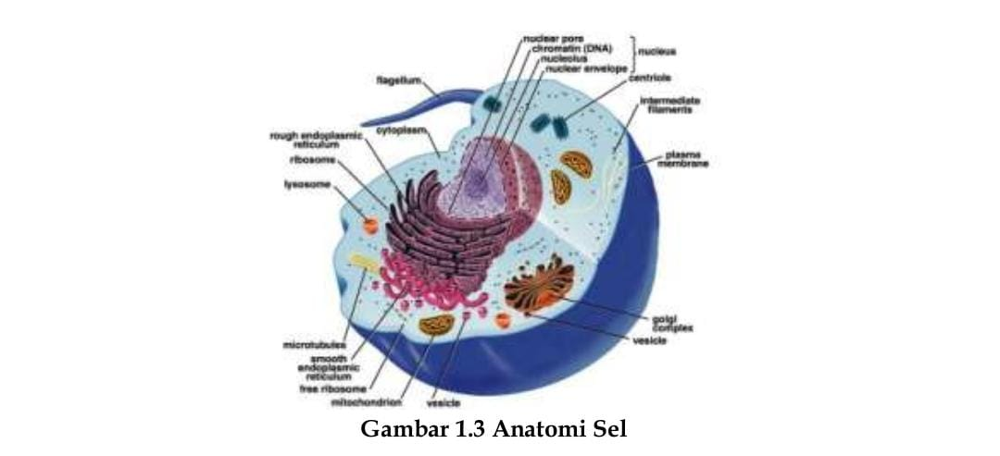 nuclear pore
chromatin (DNA)
nucleolus
nuclear envelope
nucleus
centriole
flagellum
intermediate
filaments
cytoplasm
rough endoplasmic
reticulum
ribosome
lysosome
plasma
membrane
golgi
complex
vesicle
microtubules
smooth
endoplasmic
reticulum
free ribosome
mitochondrion
vesicle
Gambar 1.3 Anatomi Sel